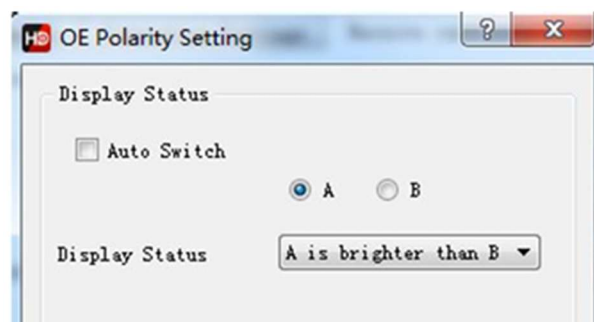 HD OE Polarity Setting ?
Display Status
Auto Switch
A B
Display Status A is brighter than B